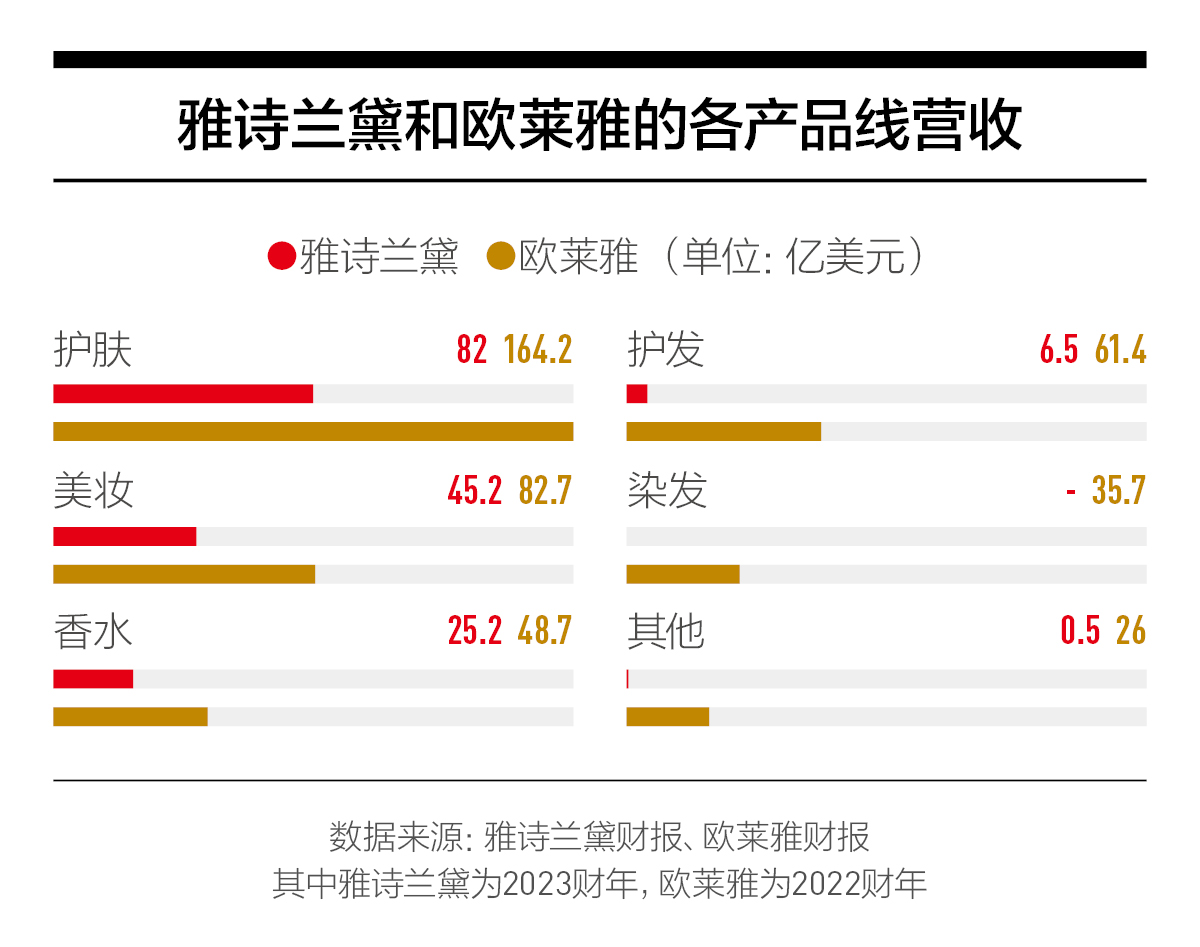 雅诗兰黛和欧莱雅的各产品线营收
雅诗兰黛 欧莱雅（单位：亿美元）
护肤 82 164.2
护发 6.5 61.4
美妆 45.2 82.7
染发 - 35.7
香水 25.2 48.7
其他 0.5 26
数据来源：雅诗兰黛财报、欧莱雅财报
其中雅诗兰黛为2023财年，欧莱雅为2022财年